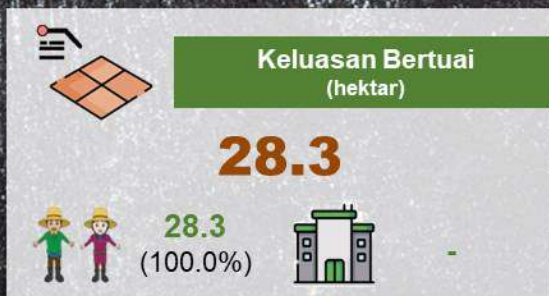 Keluasan Bertuai
(hektar)
28.3
28.3
(100.0%)
-